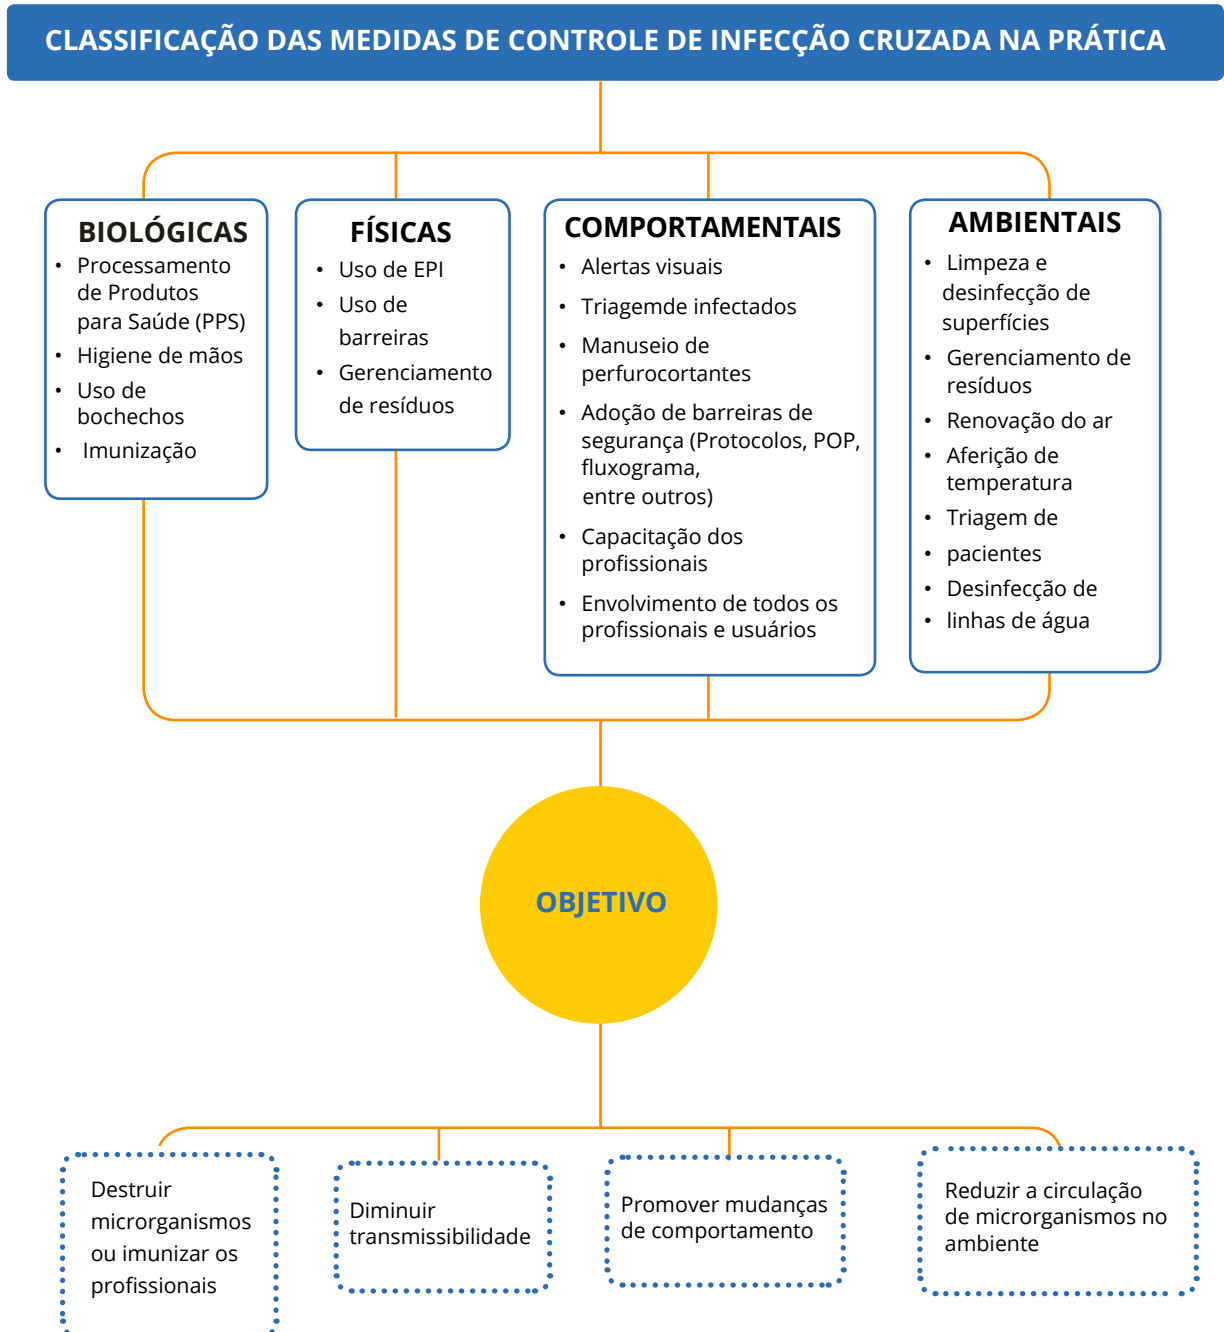 CLASSIFICAÇÃO DAS MEDIDAS DE CONTROLE DE INFECÇÃO CRUZADA NA PRÁTICA
BIOLÓGICAS
• Processamento
de Produtos
para Saúde (PPS)
• Higiene de mãos
• Uso de
bochechos
• Imunização
FÍSICAS
• Uso de EPI
• Uso de
barreiras
• Gerenciamento
de resíduos
COMPORTAMENTAIS
• Alertas visuais
• Triagemde infectados
• Manuseio de
perfurocortantes
• Adoção de barreiras de
segurança (Protocolos, POP,
fluxograma,
entre outros)
• Capacitação dos
profissionais
• Envolvimento de todos os
profissionais e usuários
AMBIENTAIS
• Limpeza e
desinfecção de
superfícies
• Gerenciamento de
resíduos
• Renovação do ar
• Aferição de
temperatura
• Triagem de
• pacientes
• Desinfecção de
• linhas de água
OBJETIVO
Destruir
microrganismos
ou imunizar os
profissionais
Diminuir
transmissibilidade
Promover mudanças
de comportamento
Reduzir a circulação
de microrganismos no
ambiente